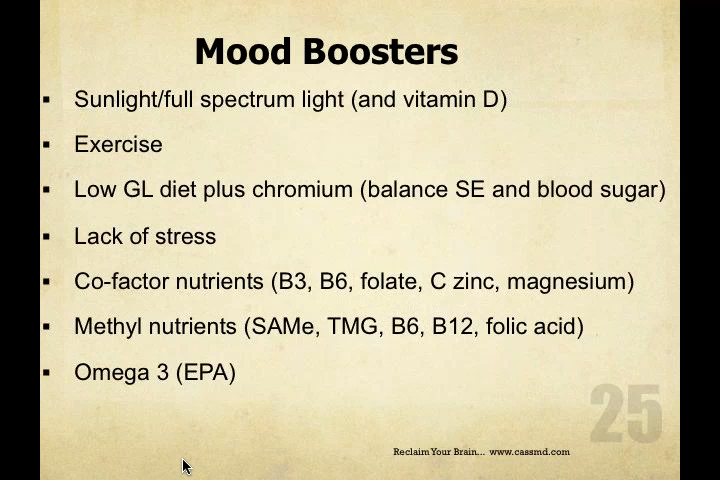 Mood Boosters
▪ Sunlight/full spectrum light (and vitamin D)
▪ Exercise
▪ Low GL diet plus chromium (balance SE and blood sugar)
▪ Lack of stress
▪ Co-factor nutrients (B3, B6, folate, C zinc, magnesium)
▪ Methyl nutrients (SAMe, TMG, B6, B12, folic acid)
▪ Omega 3 (EPA)
25
Reclaim Your Brain... www.cassmd.com